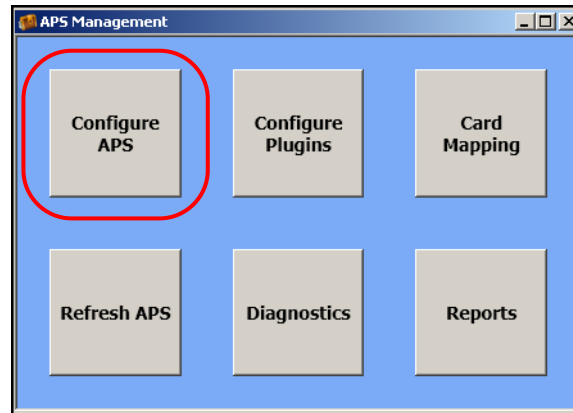 APS Management
Configure
APS
Configure
Plugins
Card
Mapping
Refresh APS
Diagnostics
Reports